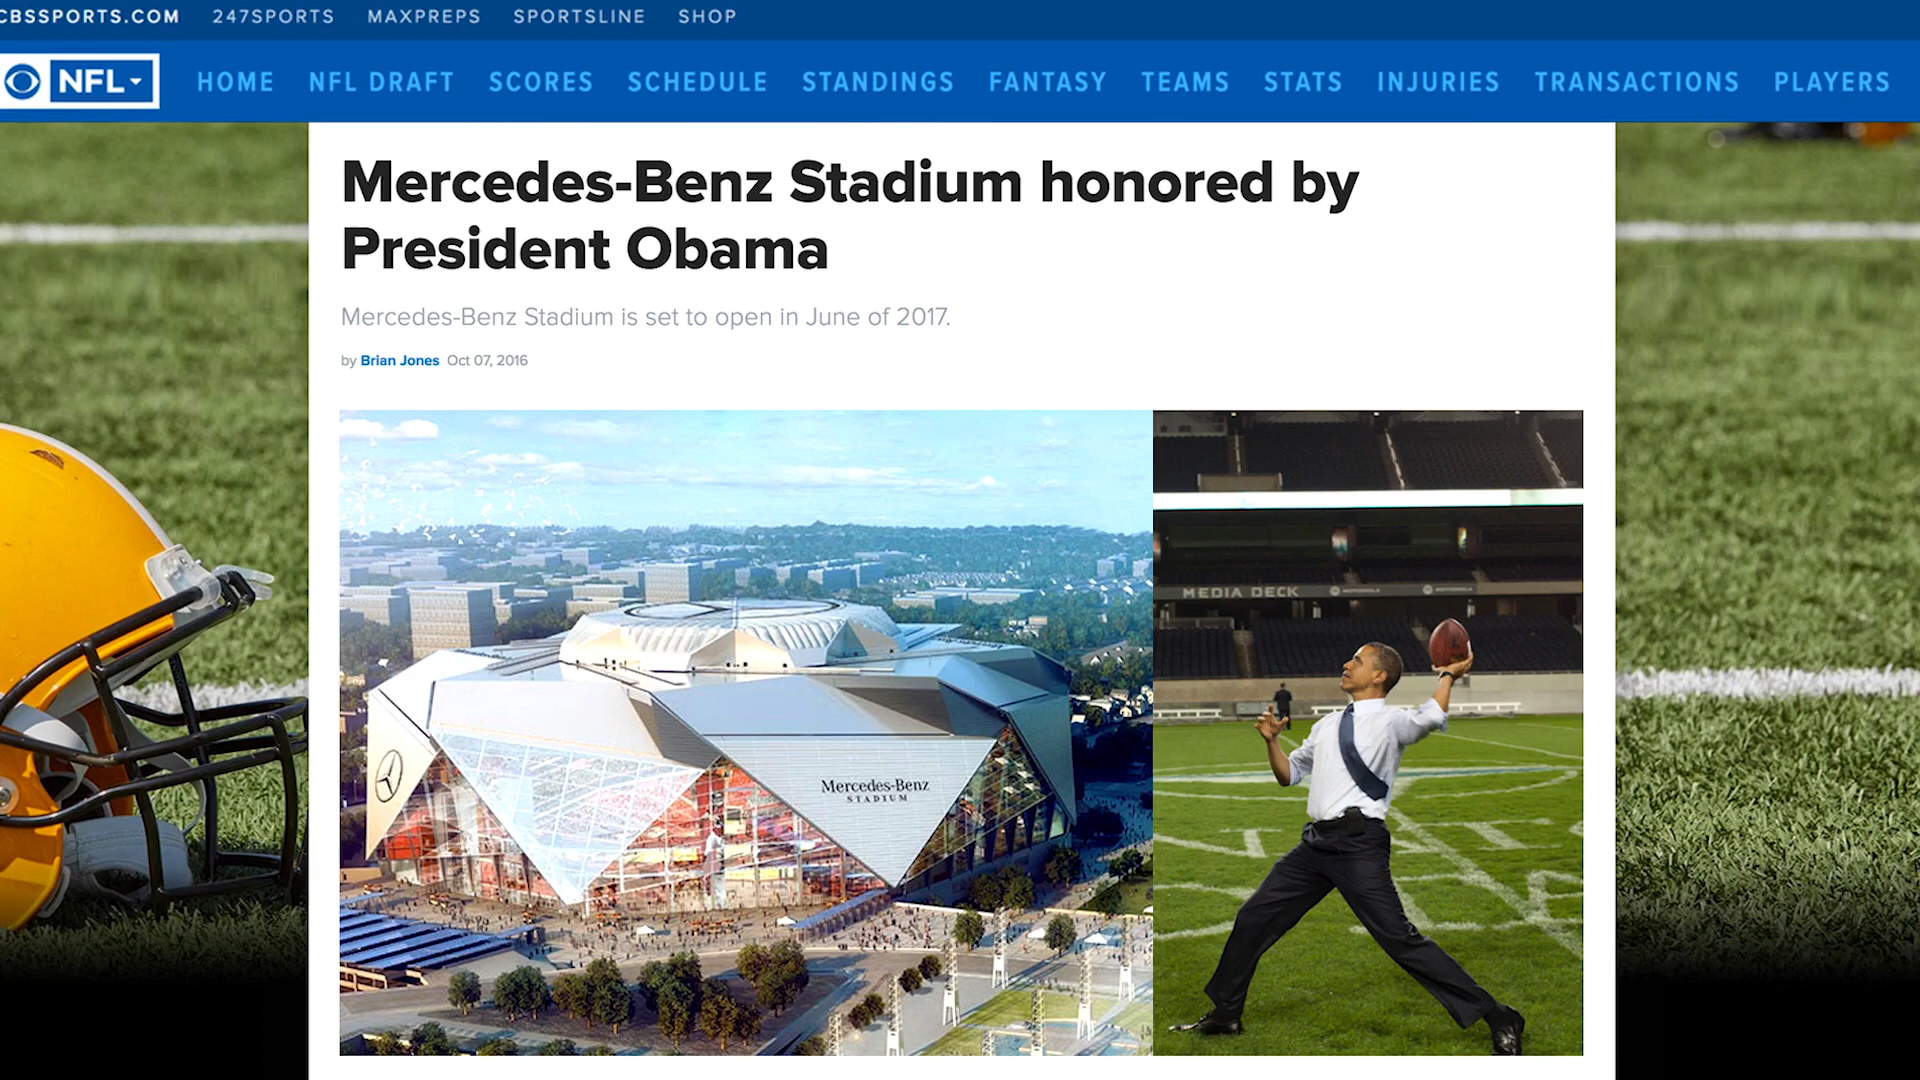 CBSSPORTS.COM 247SPORTS MAXPREPS SPORTSLINE SHOP
NFL HOME NFL DRAFT SCORES SCHEDULE STANDINGS FANTASY TEAMS STATS INJURIES TRANSACTIONS PLAYERS
Mercedes-Benz Stadium honored by
President Obama
Mercedes-Benz Stadium is set to open in June of 2017.
by Brian Jones Oct 07, 2016
MEDIA DECK
Mercedes-Benz
STADIUM